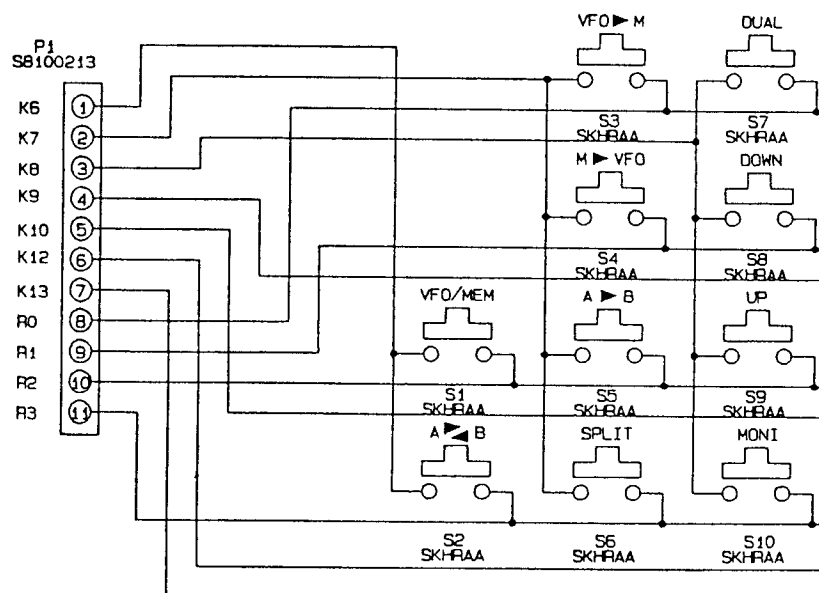 P1
S8100213
K6 1
K7 2
K8 3
K9 4
K10 5
K12 6
K13 7
R0 8
R1 9
R2 10
R3 11
VFO ► M
S3
SKHRAA
DUAL
S7
SKHRAA
M ► VFO
S4
SKHRAA
DOWN
S8
SKHRAA
VFO/MEM
S1
SKHRAA
A ► B
S5
SKHRAA
UP
S9
SKHRAA
A ►◄ B
S2
SKHRAA
SPLIT
S6
SKHRAA
MONI
S10
SKHRAA